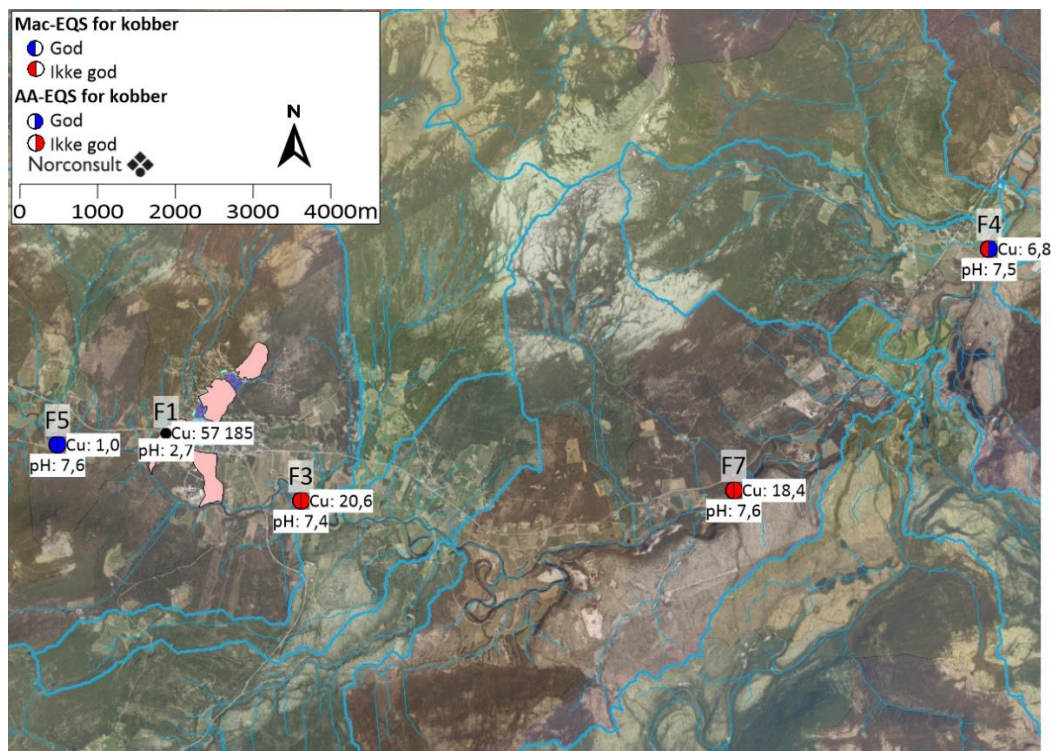 Mac-EQS for kobber
God
Ikke god
AA-EQS for kobber
God
Ikke god
Norconsult
N
0 1000 2000 3000 4000m
F4
Cu: 6,8
pH: 7,5
F5
Cu: 1,0
pH: 7,6
F1
Cu: 57 185
pH: 2,7
F3
Cu: 20,6
pH: 7,4
F7
Cu: 18,4
pH: 7,6